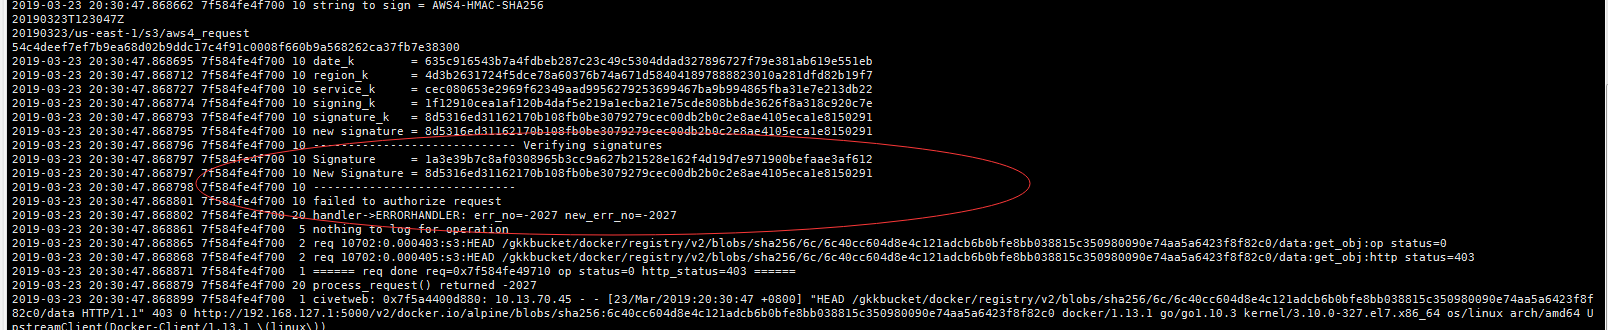 2019-03-23 20:30:47.868662 7f584fe4f700 10 string to sign = AWS4-HMAC-SHA256
20190323T123047Z
20190323/us-east-1/s3/aws4_request
54c4deef7ef7b9ea68d02b9ddc17c4f91c0008f660b9a568262ca37fb7e38300
2019-03-23 20:30:47.868695 7f584fe4f700 10 date_k        = 635c916543b7a4fdbeb287c23c49c5304ddad327896727f79e381ab619e551eb
2019-03-23 20:30:47.868712 7f584fe4f700 10 region_k      = 4d3b2631724f5dce78a60376b74a671d584041897888823010a281dfd82b19f7
2019-03-23 20:30:47.868727 7f584fe4f700 10 service_k     = cec080653e2969f62349aad9956279253699467ba9b994865fba31e7e213db22
2019-03-23 20:30:47.868774 7f584fe4f700 10 signing_k     = 1f12910cea1af120b4daf5e219a1ecba21e75cde808bbde3626f8a318c920c7e
2019-03-23 20:30:47.868793 7f584fe4f700 10 signature_k   = 8d5316ed31162170b108fb0be3079279cec00db2b0c2e8ae4105eca1e8150291
2019-03-23 20:30:47.868795 7f584fe4f700 10 new signature = 8d5316ed31162170b108fb0be3079279cec00db2b0c2e8ae4105eca1e8150291
2019-03-23 20:30:47.868796 7f584fe4f700 10 ----------------------------- Verifying signatures
2019-03-23 20:30:47.868797 7f584fe4f700 10 Signature     = 1a3e39b7c8af0308965b3cc9a627b21528e162f4d19d7e971900befaae3af612
2019-03-23 20:30:47.868797 7f584fe4f700 10 New Signature = 8d5316ed31162170b108fb0be3079279cec00db2b0c2e8ae4105eca1e8150291
2019-03-23 20:30:47.868798 7f584fe4f700 10 -----------------------------
2019-03-23 20:30:47.868801 7f584fe4f700 10 failed to authorize request
2019-03-23 20:30:47.868802 7f584fe4f700 20 handler->ERRORHANDLER: err_no=-2027 new_err_no=-2027
2019-03-23 20:30:47.868861 7f584fe4f700  5 nothing to log for operation
2019-03-23 20:30:47.868865 7f584fe4f700  2 req 10702:0.000403:s3:HEAD /gkkbucket/docker/registry/v2/blobs/sha256/6c/6c40cc604d8e4c121adcb6b0bfe8bb038815c350980090e74aa5a6423f8f82c0/data:get_obj:op status=0
2019-03-23 20:30:47.868868 7f584fe4f700  2 req 10702:0.000405:s3:HEAD /gkkbucket/docker/registry/v2/blobs/sha256/6c/6c40cc604d8e4c121adcb6b0bfe8bb038815c350980090e74aa5a6423f8f82c0/data:get_obj:http status=403
2019-03-23 20:30:47.868871 7f584fe4f700  1 ====== req done req=0x7f584fe49710 op status=0 http_status=403 ======
2019-03-23 20:30:47.868879 7f584fe4f700 20 process_request() returned -2027
2019-03-23 20:30:47.868899 7f584fe4f700  1 civetweb: 0x7f5a4400d880: 10.13.70.45 - - [23/Mar/2019:20:30:47 +0800] "HEAD /gkkbucket/docker/registry/v2/blobs/sha256/6c/6c40cc604d8e4c121adcb6b0bfe8bb038815c350980090e74aa5a6423f8f
82c0/data HTTP/1.1" 403 0 http://192.168.127.1:5000/v2/docker.io/alpine/blobs/sha256:6c40cc604d8e4c121adcb6b0bfe8bb038815c350980090e74aa5a6423f8f82c0 docker/1.13.1 go/go1.10.3 kernel/3.10.0-327.el7.x86_64 os/linux arch/amd64 U
pstreamClient(Docker-Client/1.13.1 \(linux\))